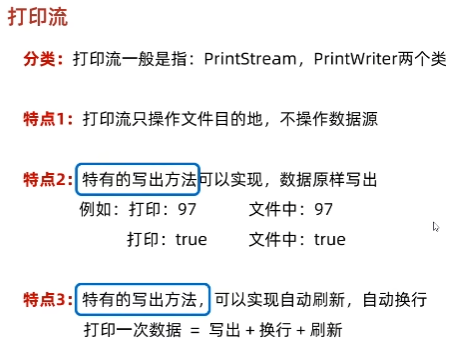 打印流
分类：打印流一般是指：PrintStream，PrintWriter两个类
特点1：打印流只操作文件目的地，不操作数据源
特点2：特有的写出方法可以实现，数据原样写出
例如：打印：97 文件中：97
打印：true 文件中：true
特点3：特有的写出方法，可以实现自动刷新，自动换行
打印一次数据 = 写出 + 换行 + 刷新